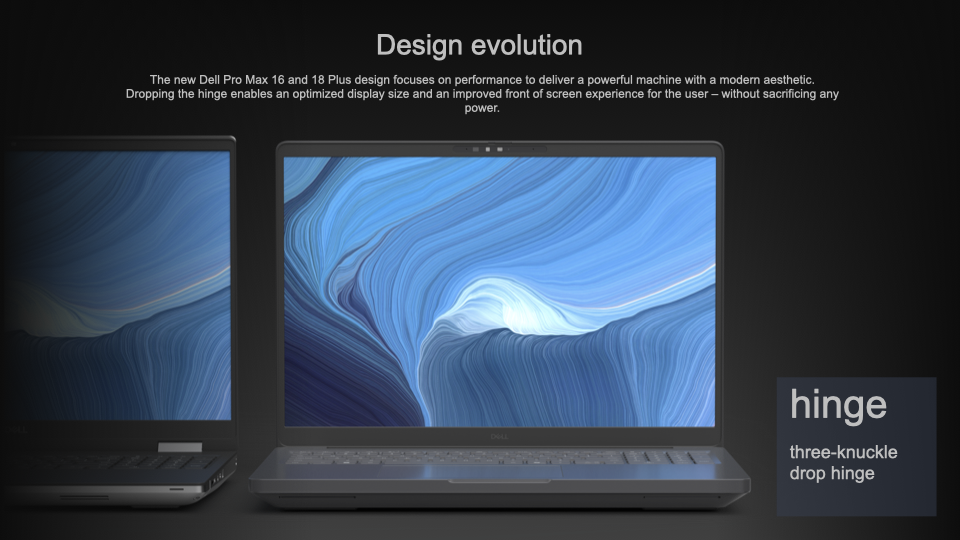 Design evolution
The new Dell Pro Max 16 and 18 Plus design focuses on performance to deliver a powerful machine with a modern aesthetic.
Dropping the hinge enables an optimized display size and an improved front of screen experience for the user – without sacrificing any
power.
DELL
hinge
three-knuckle
drop hinge